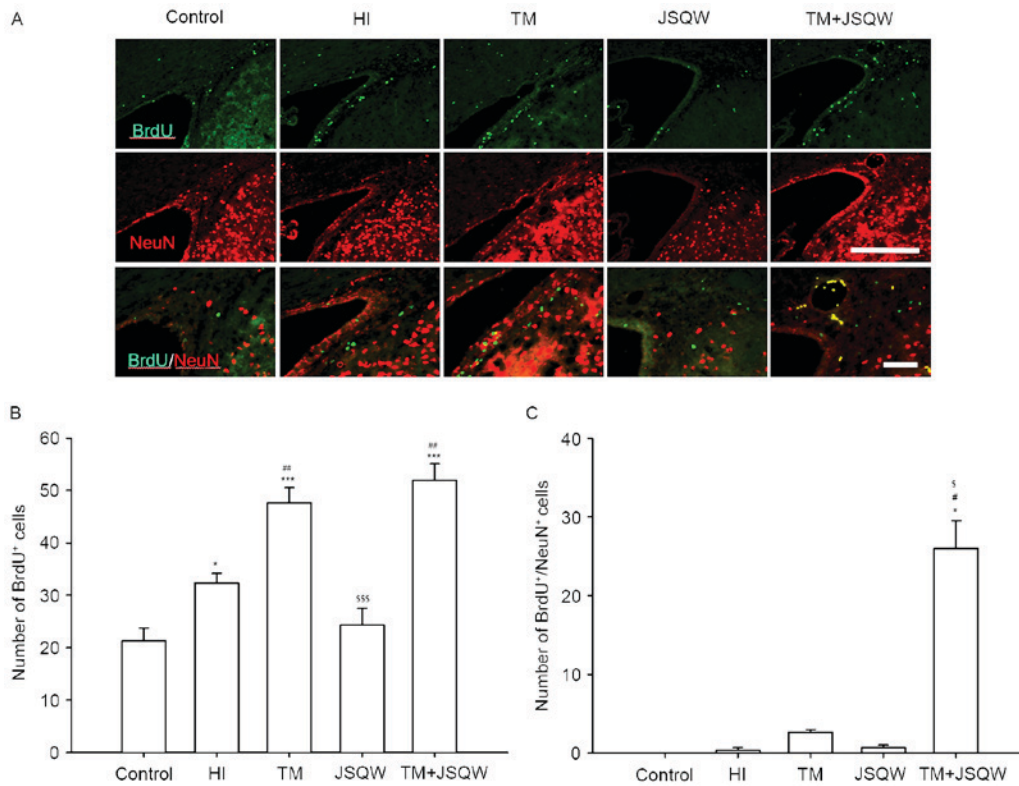 A
Control HI TM JSQW TM+JSQW
BrdU
NeuN
BrdU/NeuN
B
Number of BrdU⁺ cells
60
50
40
30
20
10
0
*
##
***
$$$
##
***
Control HI TM JSQW TM+JSQW
C
Number of BrdU⁺/NeuN⁺ cells
40
30
20
10
0
$
#
*
Control HI TM JSQW TM+JSQW